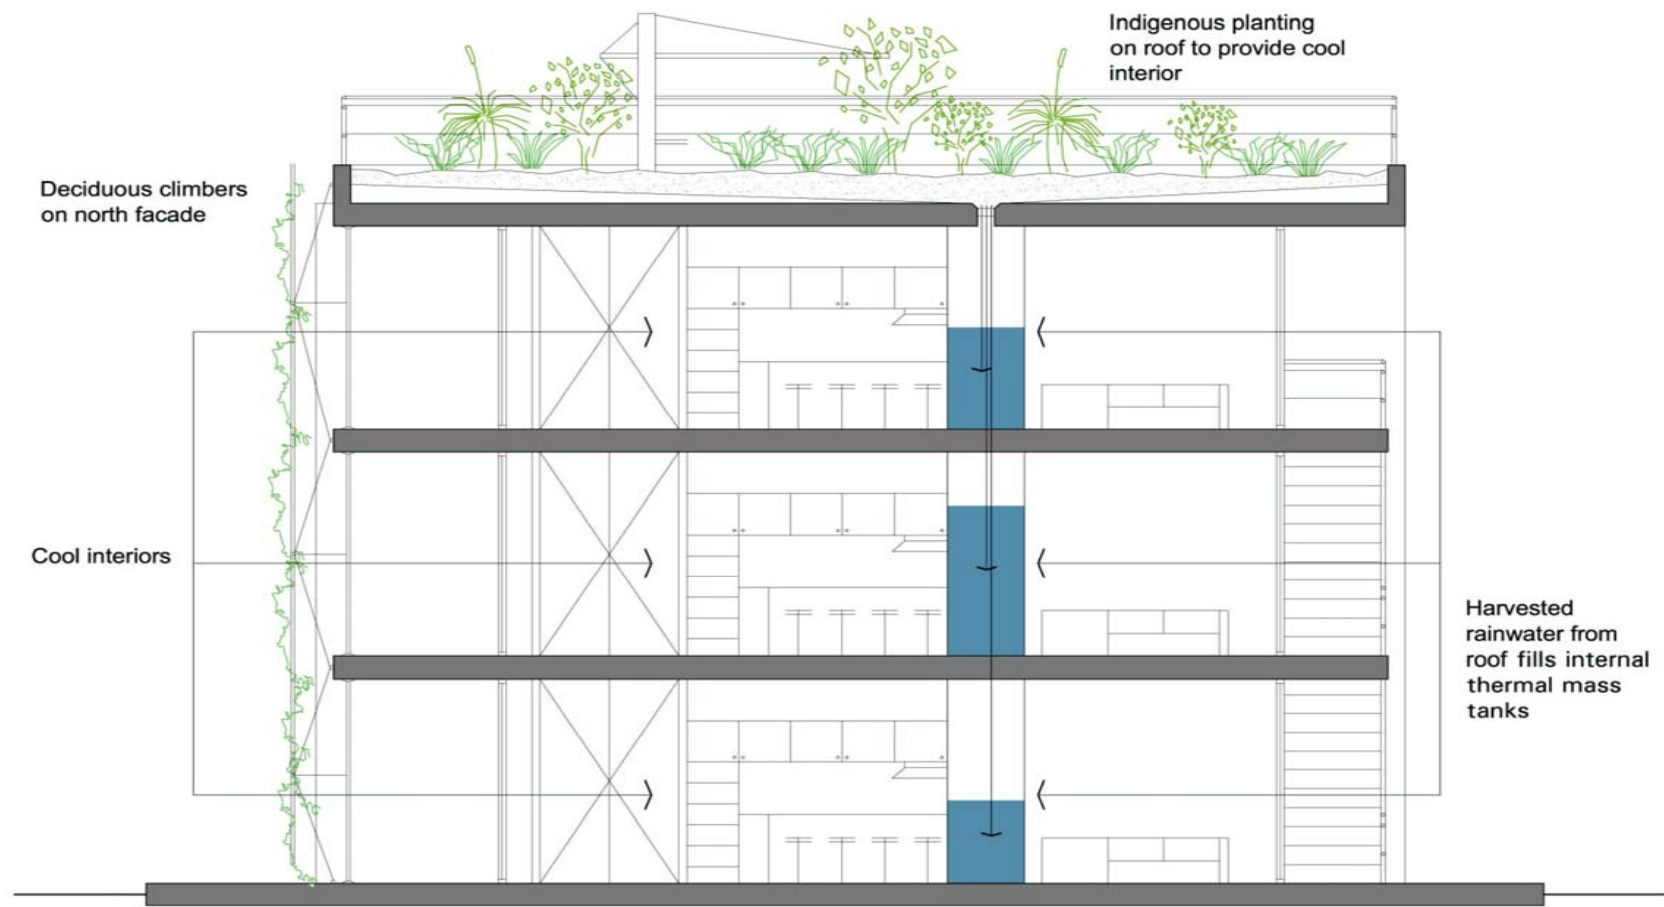 Indigenous planting
on roof to provide cool
interior
Deciduous climbers
on north facade
Cool interiors
Harvested
rainwater from
roof fills internal
thermal mass
tanks